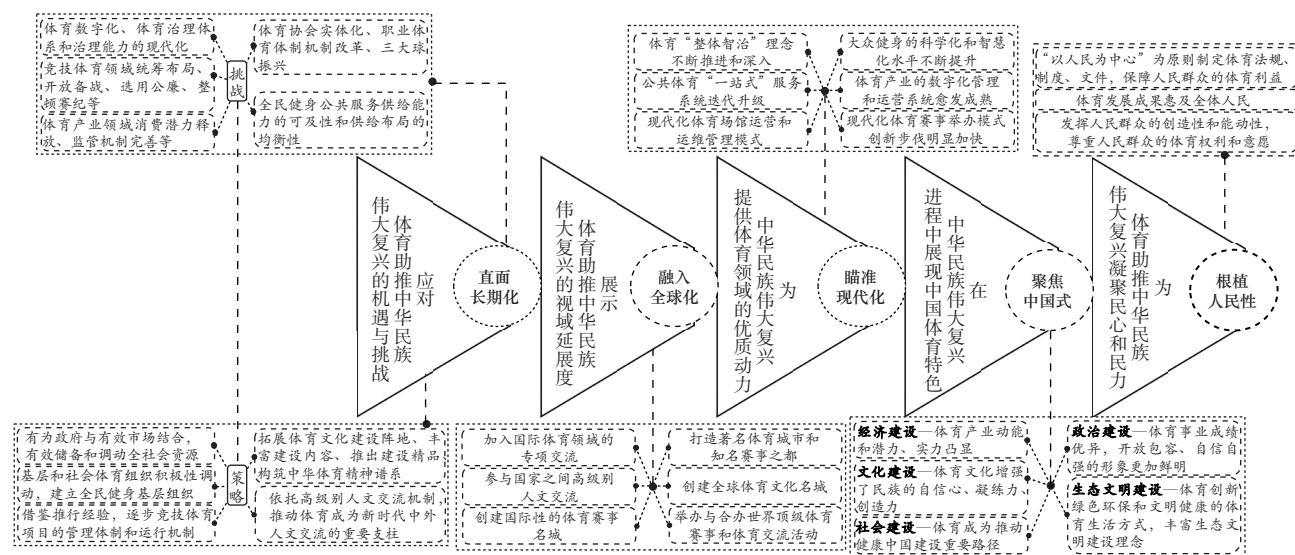 体育数字化、体育治理体
系和治理能力的现代化
竞技体育领域统筹布局、
开放备战、选用公廉、整
顿赛纪等
体育产业领域消费潜力释
放、监管机制完善等
挑战
体育协会实体化、职业体
育体制机制改革、三大球
振兴
全民健身公共服务供给能
力的可及性和供给布局的
均衡性
体育“整体智治”理念
不断推进和深入
公共体育“一站式”服务
系统迭代升级
现代化体育场馆运营和
运维管理模式
大众健身的科学化和智慧
化水平不断提升
体育产业的数字化管理
和运营系统愈发成熟
现代化体育赛事举办模式
创新步伐明显加快
“以人民为中心”为原则制定体育法规、
制度、文件，保障人民群众的体育利益
体育发展成果惠及全体人民
发挥人民群众的创造性和能动性，
尊重人民群众的体育权利和意愿
应对
体育助推中华民族
伟大复兴的机遇与挑战
直面
长期化
展示
体育助推中华民族
伟大复兴的视域延展度
融入
全球化
为
中华民族伟大复兴
提供体育领域的优质动力
瞄准
现代化
在
中华民族伟大复兴
进程中展现中国体育特色
聚焦
中国式
为
体育助推中华民族
伟大复兴凝聚民心和民力
根植
人民性
有为政府与有效市场结合，
有效储备和调动全社会资源
基层和社会体育组织积极性调
动，建立全民健身基层组织
借鉴推行经验，逐步竞技体育
项目的管理体制和运行机制
策略
拓展体育文化建设阵地、丰
富建设内容、推出建设精品
构筑中华体育精神谱系
依托高级别人文交流机制，
推动体育成为新时代中外
人文交流的重要支柱
加入国际体育领域的
专项交流
参与国家之间高级别
人文交流
创建国际性的体育赛事
名城
打造著名体育城市和
知名赛事之都
创建全球体育文化名城
举办与合办世界顶级体育
赛事和体育交流活动
经济建设—体育产业动能
和潜力、实力凸显
文化建设—体育文化增强
了民族的自信心、凝练力、
创造力
社会建设—体育成为推动
健康中国建设重要路径
政治建设—体育事业成绩
优异，开放包容、自信自
强的形象更加鲜明
生态文明建设—体育创新
绿色环保和文明健康的体
育生活方式，丰富生态文
明建设理念